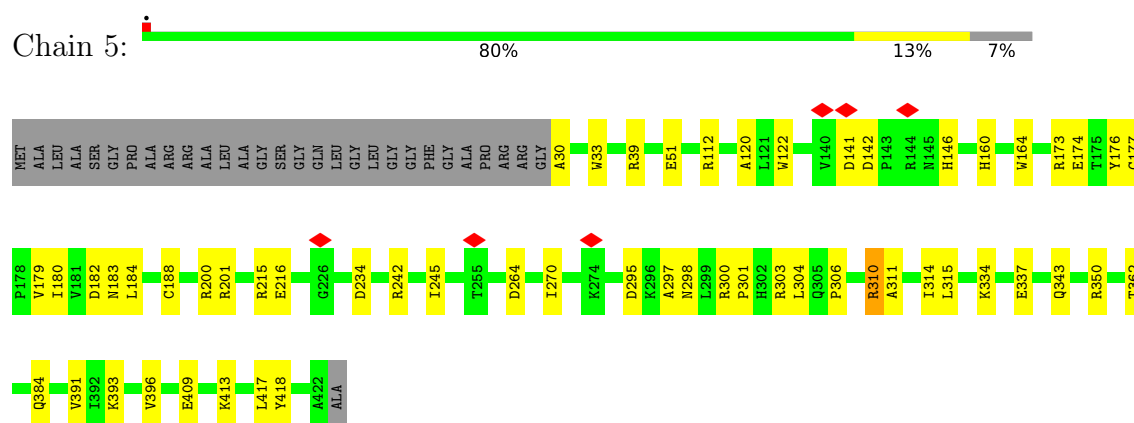 Chain 5:
80% 13% 7%
MET ALA LEU ALA SER GLY PRO ALA ARG ARG ALA LEU ALA GLY SER GLY GLN LEU GLY LEU GLY GLY PHE GLY ALA PRO ARG ARG GLY A30 W33 R39 E51 R112 A120 L121 W122 V140 D141 D142 P143 R144 N145 H146 H160 W164 R173 E174 T175 Y176 C177
P178 V179 I180 V181 D182 N183 L184 C188 R200 R201 R215 E216 G226 D234 R242 I245 T255 D264 I270 K274 D295 K296 A297 N298 L299 R300 P301 H302 R303 L304 Q305 P306 R310 A311 I314 L315 K334 E337 Q343 R350 T362
Q384 V391 I392 K393 V396 E409 K413 L417 Y418 A422 ALA